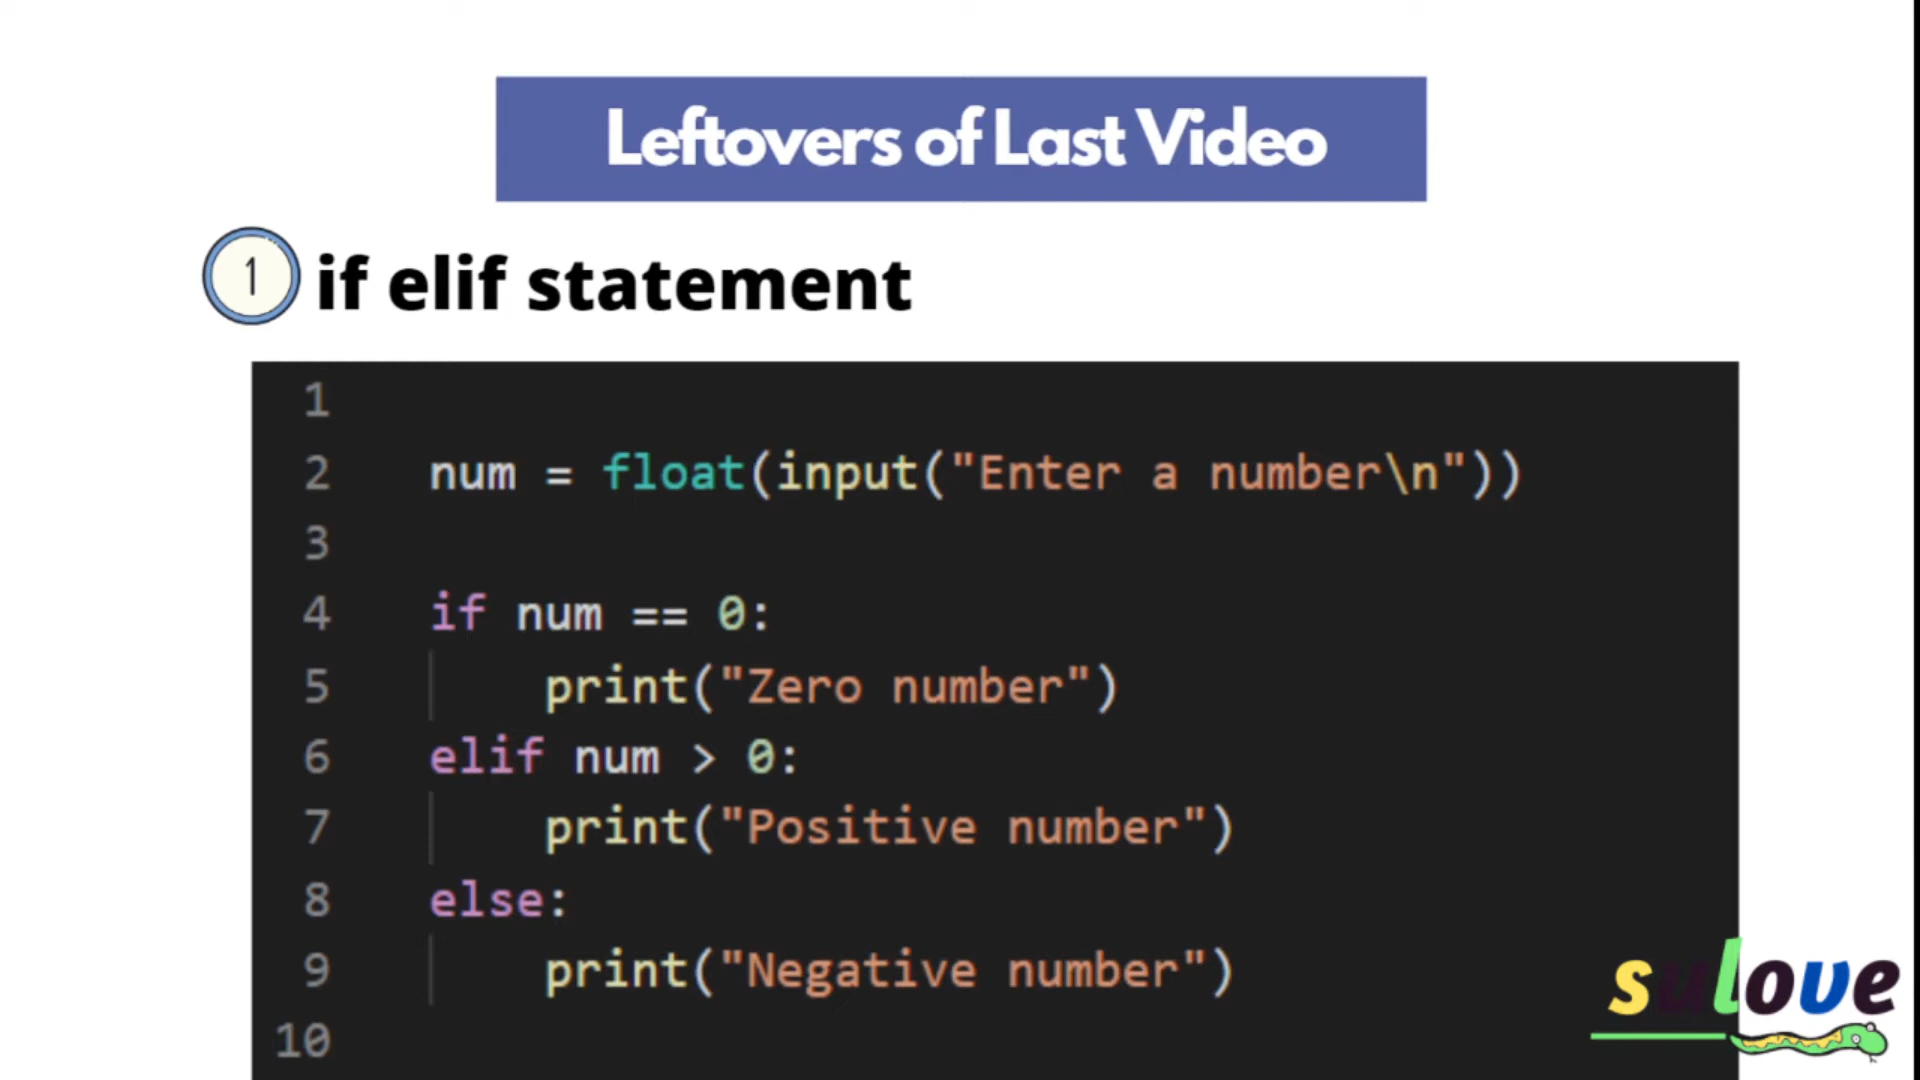 Leftovers of Last Video
1 if elif statement
1
2 num = float(input("Enter a number\n"))
3
4 if num == 0:
5     print("Zero number")
6 elif num > 0:
7     print("Positive number")
8 else:
9     print("Negative number")
10
sulove